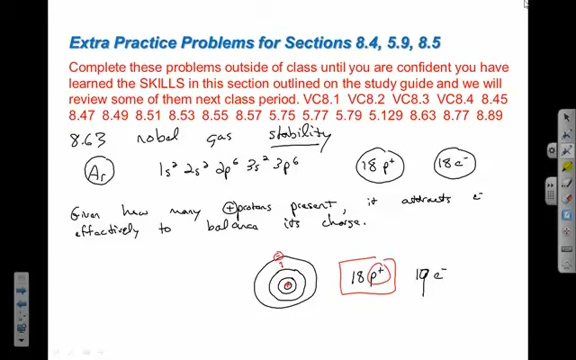 Extra Practice Problems for Sections 8.4, 5.9, 8.5
Complete these problems outside of class until you are confident you have
learned the SKILLS in this section outlined on the study guide and we will
review some of them next class period. VC8.1 VC8.2 VC8.3 VC8.4 8.45
8.47 8.49 8.51 8.53 8.55 8.57 5.75 5.77 5.79 5.129 8.63 8.77 8.89
8.63 nobel gas stability
Ar 1s² 2s² 2p⁶ 3s² 3p⁶ 18 p⁺ 18 e⁻
Given how many ⊕protons present, it attracts e⁻
effectively to balance its charge.
18 p⁺ 19 e⁻